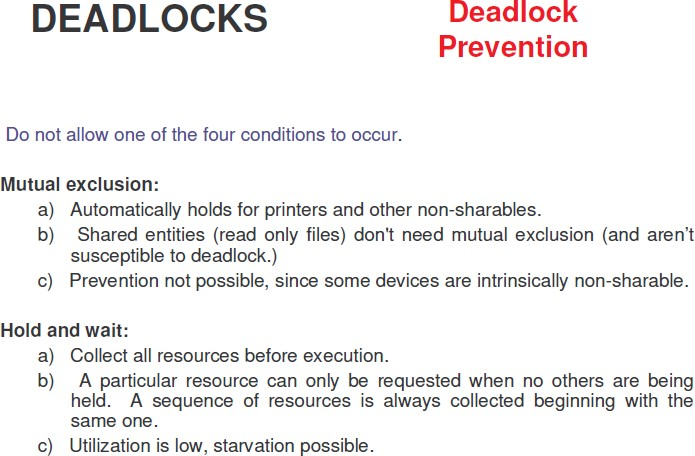 DEADLOCKS
Deadlock
Prevention
Do not allow one of the four conditions to occur.
Mutual exclusion:
a) Automatically holds for printers and other non-sharables.
b) Shared entities (read only files) don't need mutual exclusion (and aren’t
susceptible to deadlock.)
c) Prevention not possible, since some devices are intrinsically non-sharable.
Hold and wait:
a) Collect all resources before execution.
b) A particular resource can only be requested when no others are being
held. A sequence of resources is always collected beginning with the
same one.
c) Utilization is low, starvation possible.